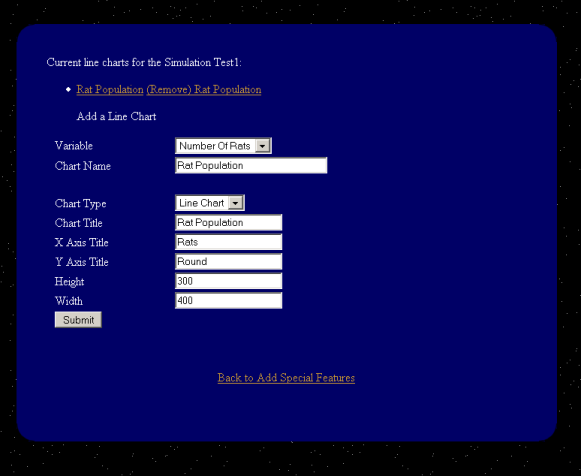 Current line charts for the Simulation Test1:
Rat Population (Remove) Rat Population
Add a Line Chart
Variable Number Of Rats
Chart Name Rat Population
Chart Type Line Chart
Chart Title Rat Population
X Axis Title Rats
Y Axis Title Round
Height 300
Width 400
Submit
Back to Add Special Features